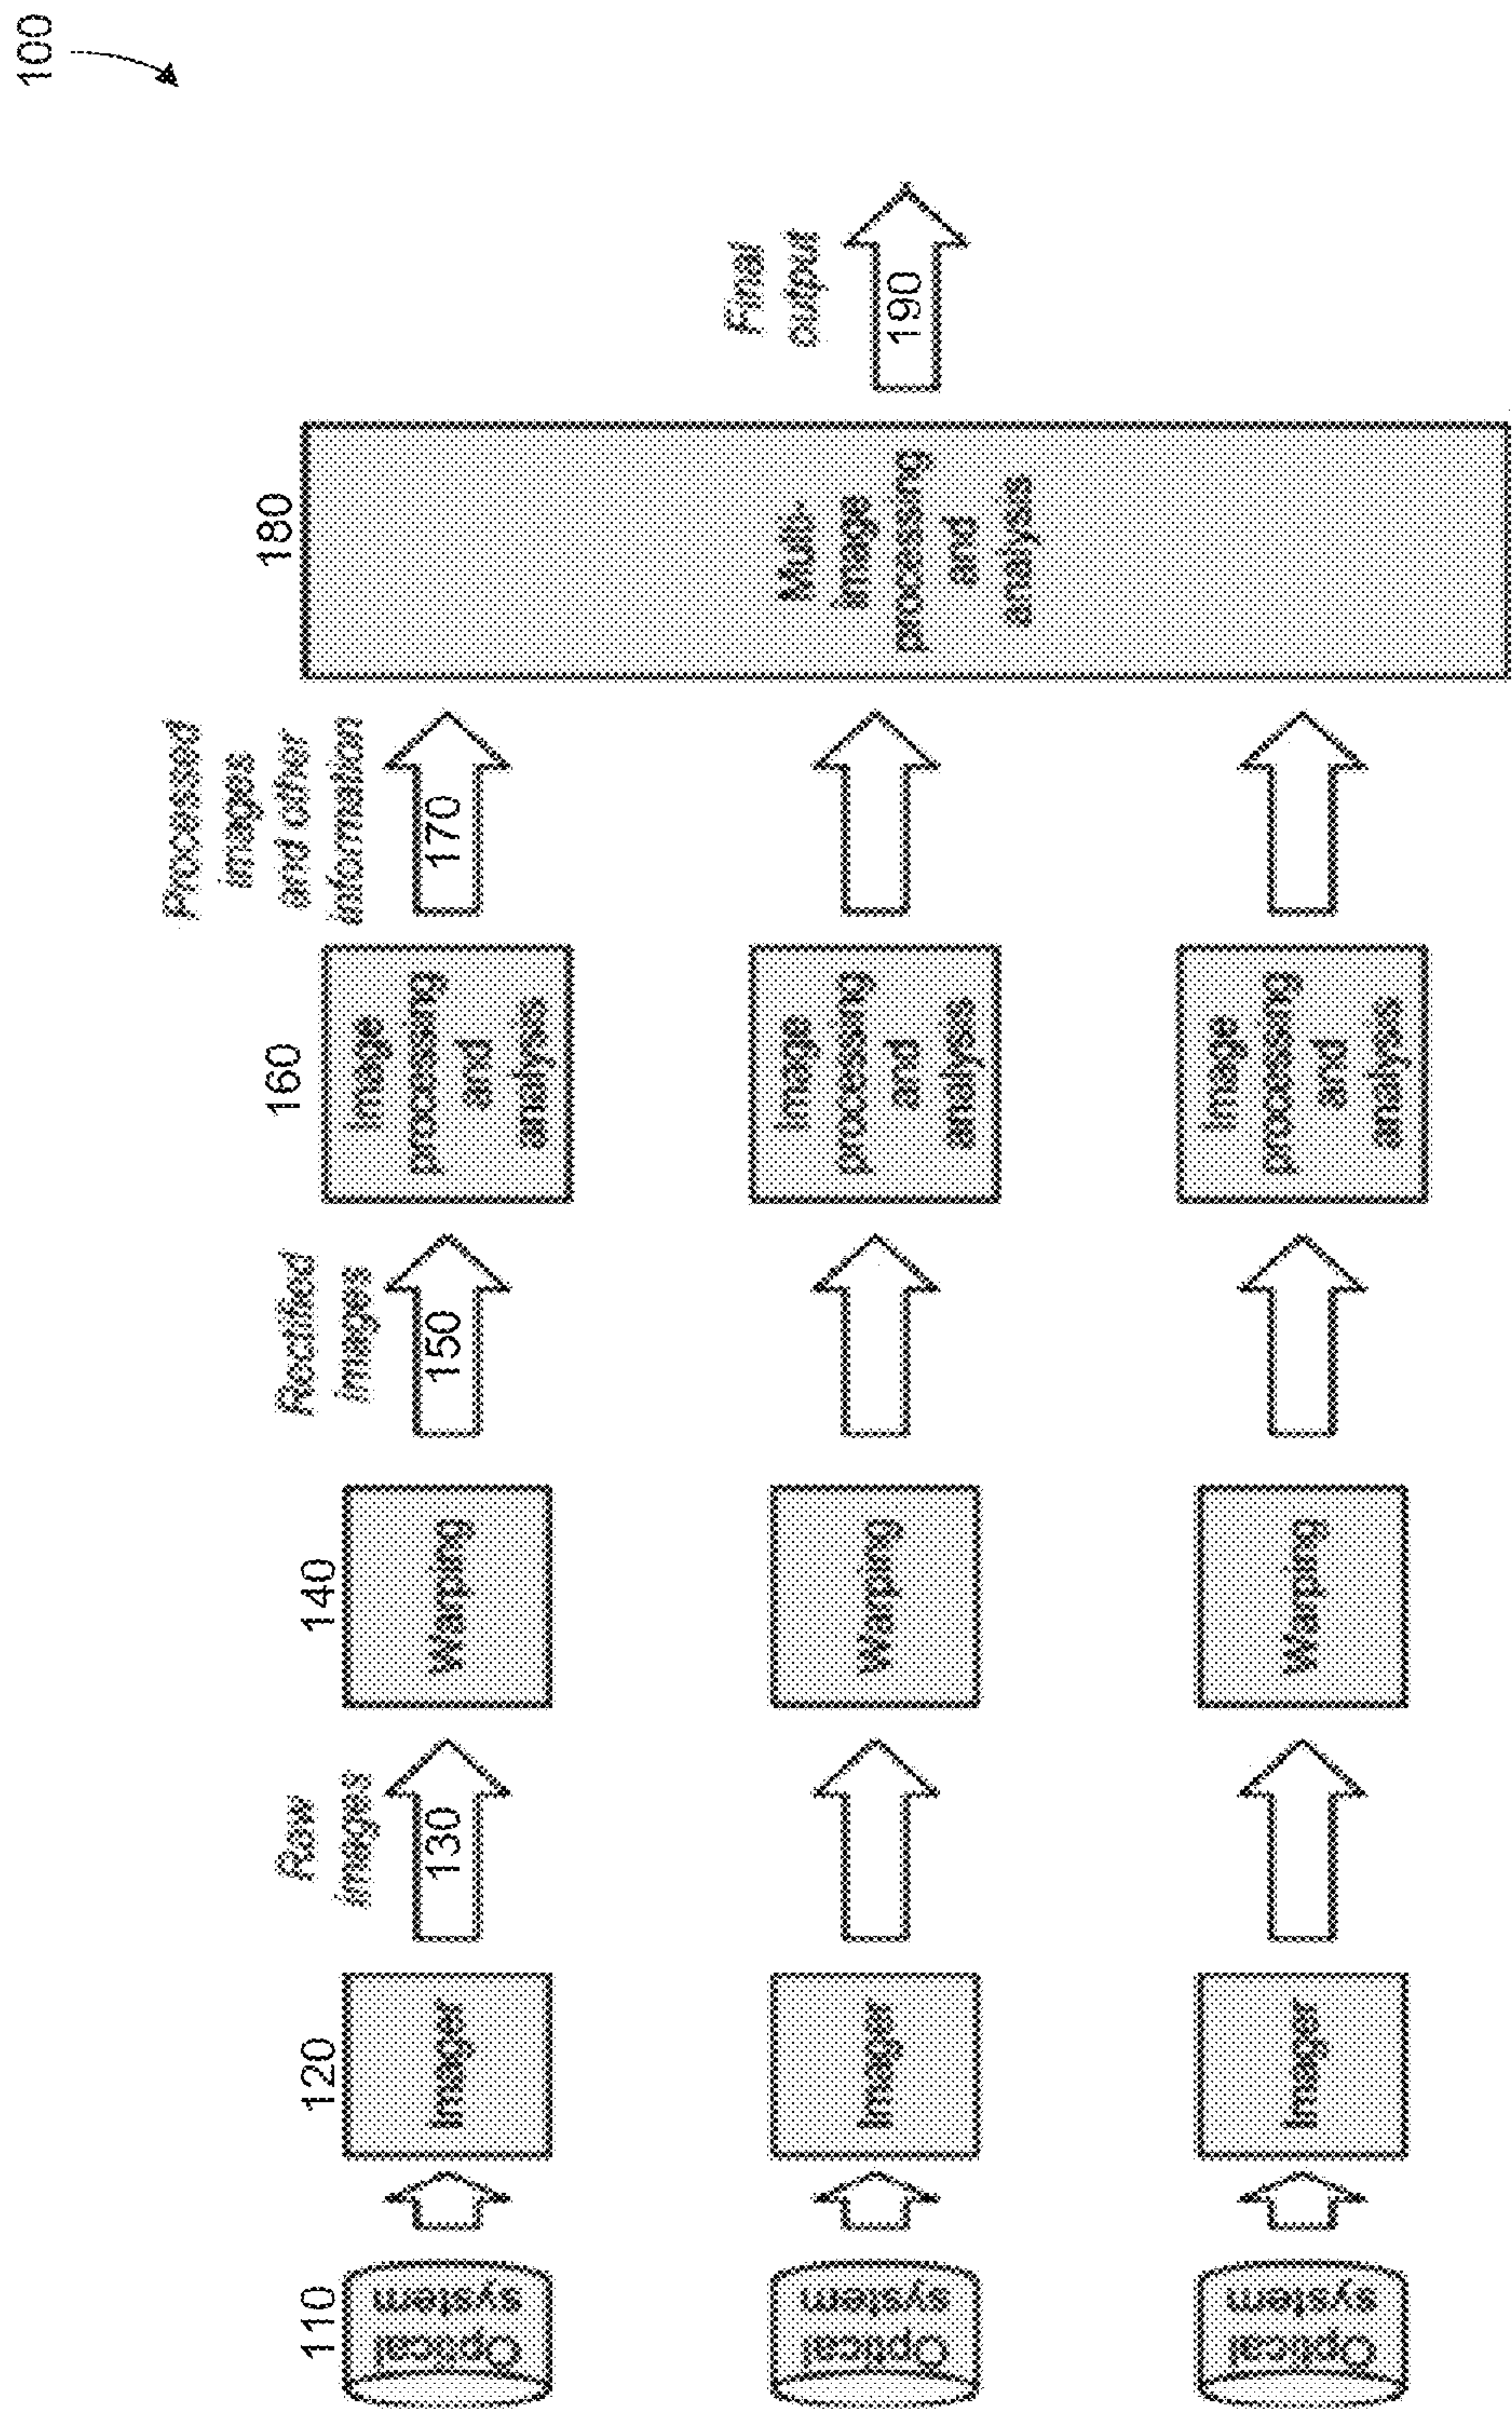 100
110
120
130
140
150
160
170
180
190
Raw
images
Rectified
images
Processed
images
and other
information
Final
output
Optical
system
Imager
Warping
Image
processing
and
analysis
Multi-
image
processing
and
analysis
Optical
system
Imager
Warping
Image
processing
and
analysis
Optical
system
Imager
Warping
Image
processing
and
analysis